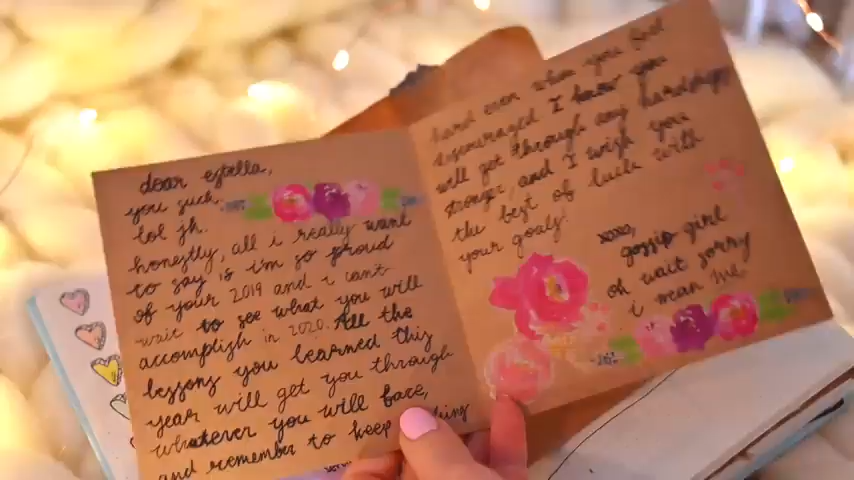 dear estella,
you suck.
lol jk.
honestly, all i really want
to say is i'm so proud
of your 2019 and i can't
wait to see what you will
accomplish in 2020. All the
lessons you learned this
year will get you through
whatever you will face,
and remember to keep
hard even when you feel
discouraged. I know you
will get through any hardships
stronger, and I wish you
the best of luck with
your goals!
xoxo,
gossip girl
oh wait sorry
i mean me